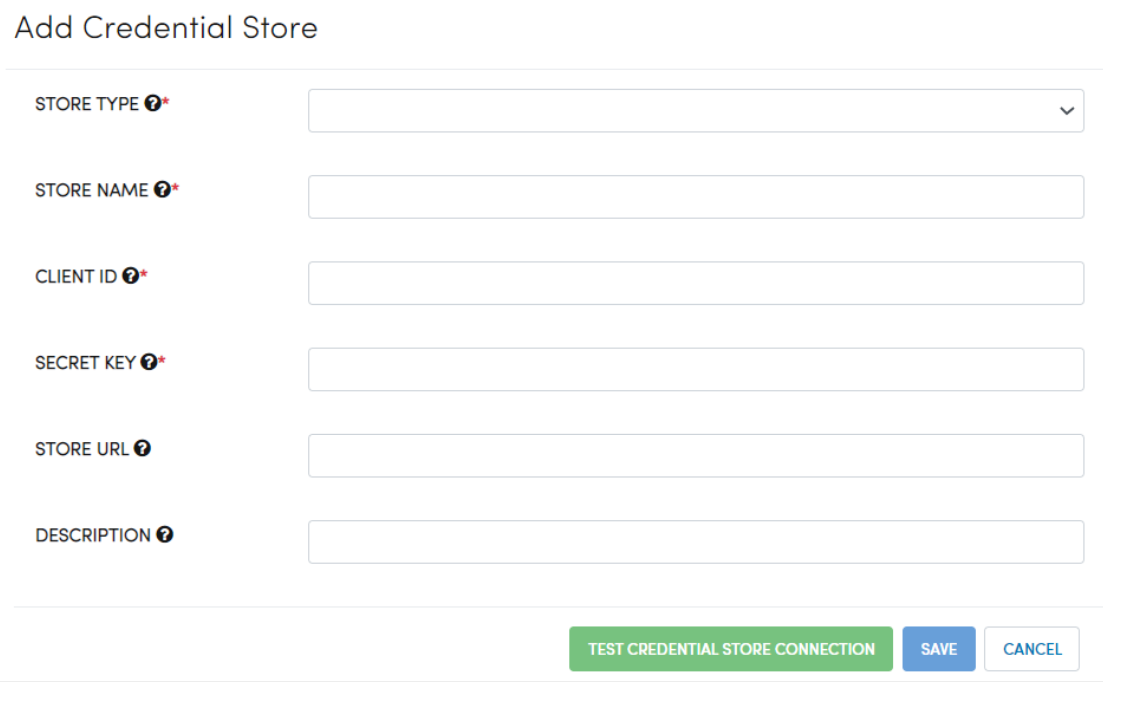 Add Credential Store
STORE TYPE ?*
STORE NAME ?*
CLIENT ID ?*
SECRET KEY ?*
STORE URL ?
DESCRIPTION ?
TEST CREDENTIAL STORE CONNECTION SAVE CANCEL